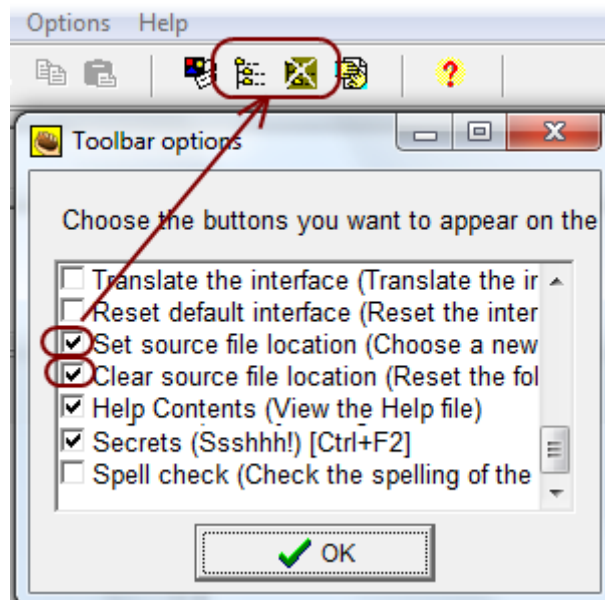 Options Help
?
Toolbar options
Choose the buttons you want to appear on the
Translate the interface (Translate the ir
Reset default interface (Reset the inter
Set source file location (Choose a new
Clear source file location (Reset the fol
Help Contents (View the Help file)
Secrets (Ssshhh!) [Ctrl+F2]
Spell check (Check the spelling of the
OK